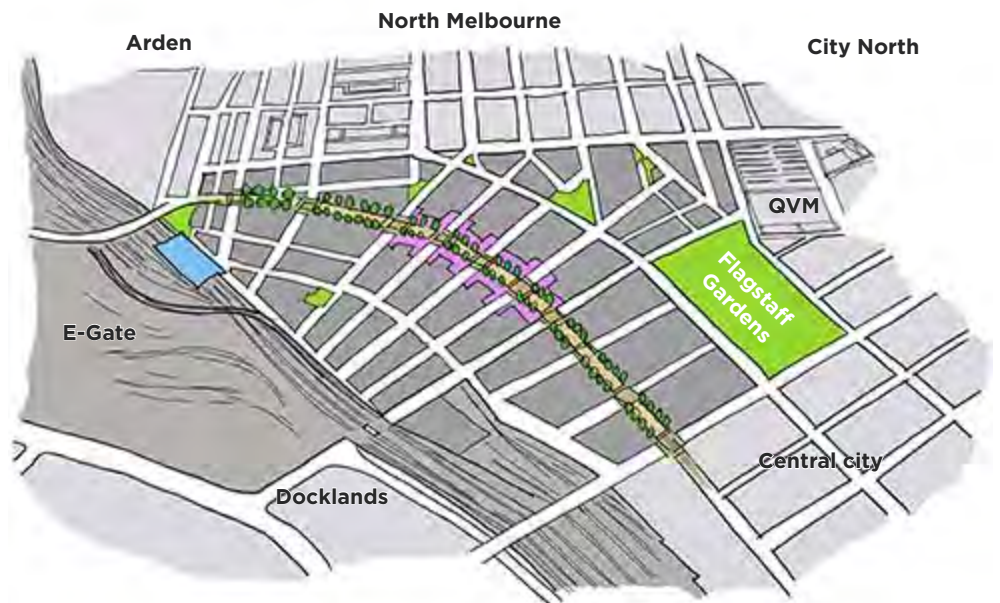 North Melbourne
Arden
City North
QVM
Flagstaff
Gardens
E-Gate
Central city
Docklands